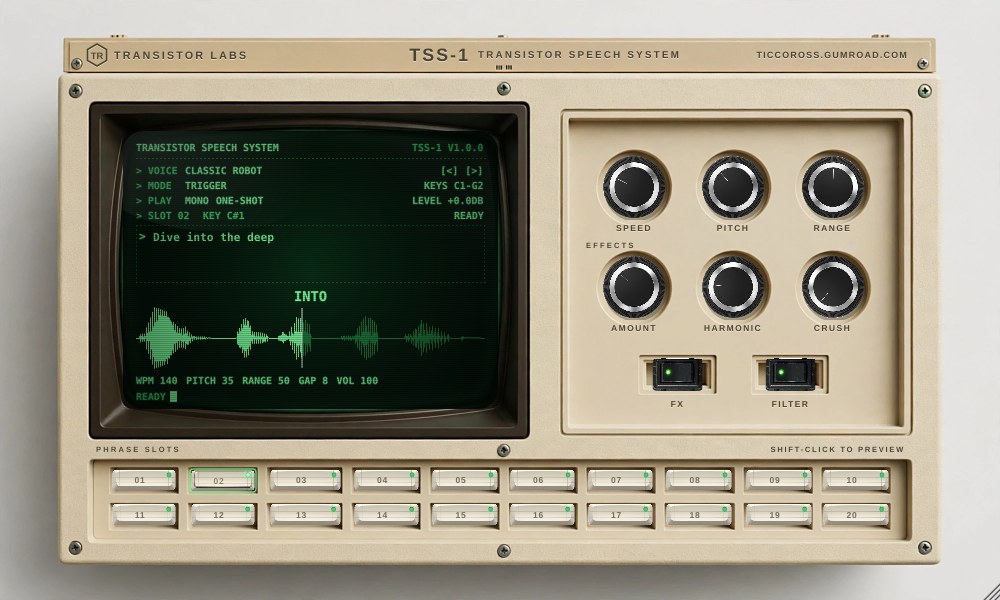 TR TRANSISTOR LABS
TSS-1 TRANSISTOR SPEECH SYSTEM
TICCOROSS.GUMROAD.COM
TRANSISTOR SPEECH SYSTEM TSS-1 V1.0.0
> VOICE CLASSIC ROBOT [<] [>]
> MODE TRIGGER KEYS C1-G2
> PLAY MONO ONE-SHOT LEVEL +0.0DB
> SLOT 02 KEY C#1 READY
> Dive into the deep
INTO
WPM 140 PITCH 35 RANGE 50 GAP 8 VOL 100
READY
SPEED PITCH RANGE
EFFECTS
AMOUNT HARMONIC CRUSH
FX FILTER
PHRASE SLOTS SHIFT-CLICK TO PREVIEW
01 02 03 04 05 06 07 08 09 10
11 12 13 14 15 16 17 18 19 20